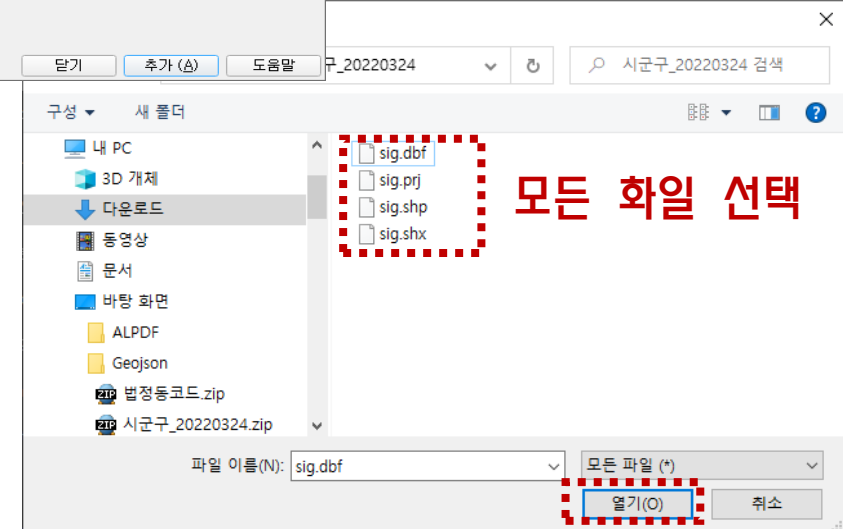 닫기 추가 (A) 도움말
구_20220324 시군구_20220324 검색
구성 새 폴더
내 PC
3D 개체
다운로드
동영상
문서
바탕 화면
ALPDF
Geojson
ZIP 법정동코드.zip
ZIP 시군구_20220324.zip
sig.dbf
sig.prj
sig.shp
sig.shx
모든 화일 선택
파일 이름(N): sig.dbf 모든 파일 (*)
열기(O) 취소